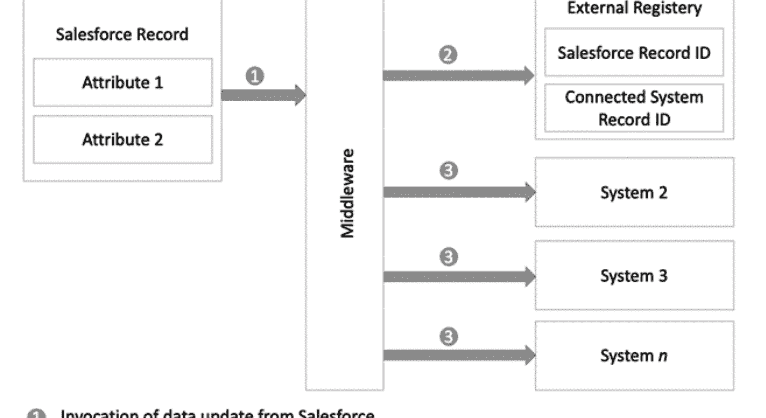 Salesforce Record
Attribute 1
Attribute 2
1
Middleware
2
3
3
3
External Registry
Salesforce Record ID
Connected System
Record ID
System 2
System 3
System n
1 Invocation of data update from Salesforce